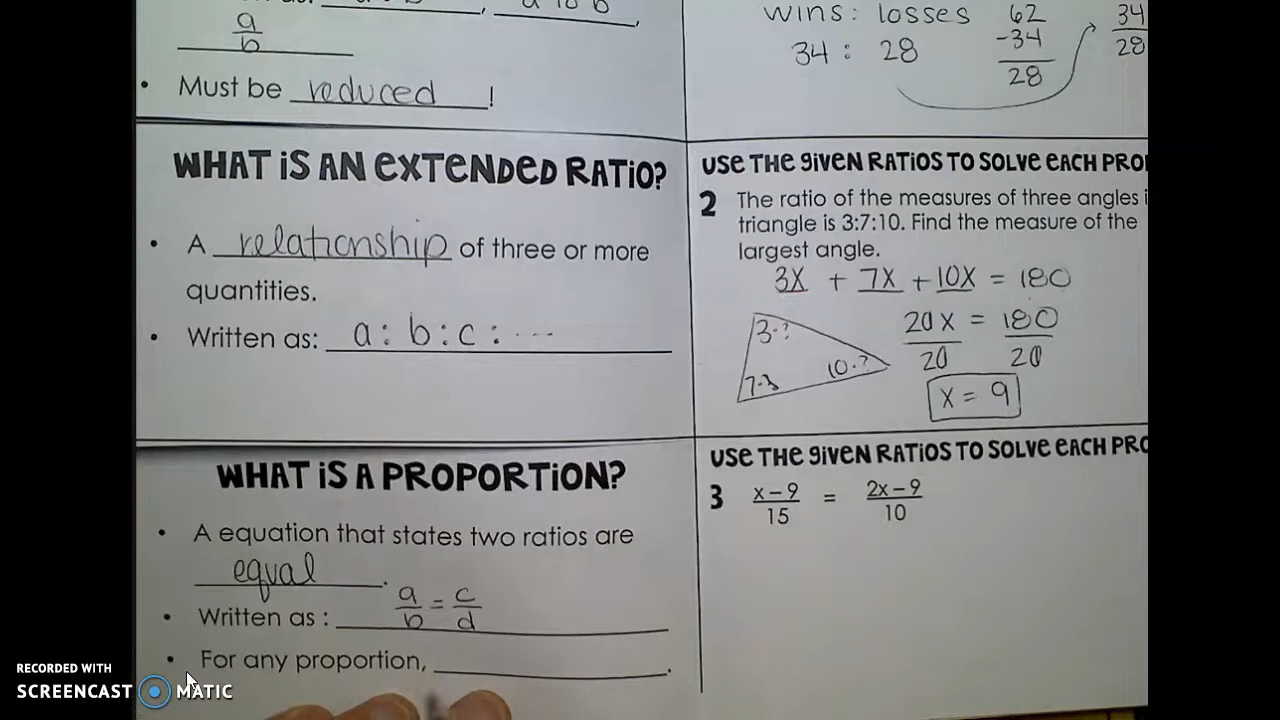 a
b
• Must be reduced !
wins: losses
34 : 28
62
-34
28
34
28
WHAT IS AN EXTENDED RATIO?
• A relationship of three or more
quantities.
• Written as: a : b : c : ...
USE THE GIVEN RATIOS TO SOLVE EACH
2 The ratio of the measures of three angles
triangle is 3:7:10. Find the measure of the
largest angle.
3x + 7x + 10x = 180
3·?
10·?
20x = 180
20 20
x = 9
WHAT IS A PROPORTION?
• A equation that states two ratios are
equal.
• Written as : a/b = c/d
• For any proportion, .
USE THE GIVEN RATIOS TO SOLVE EACH
3 x – 9 = 2x – 9
15 10
RECORDED WITH
SCREENCAST MATIC